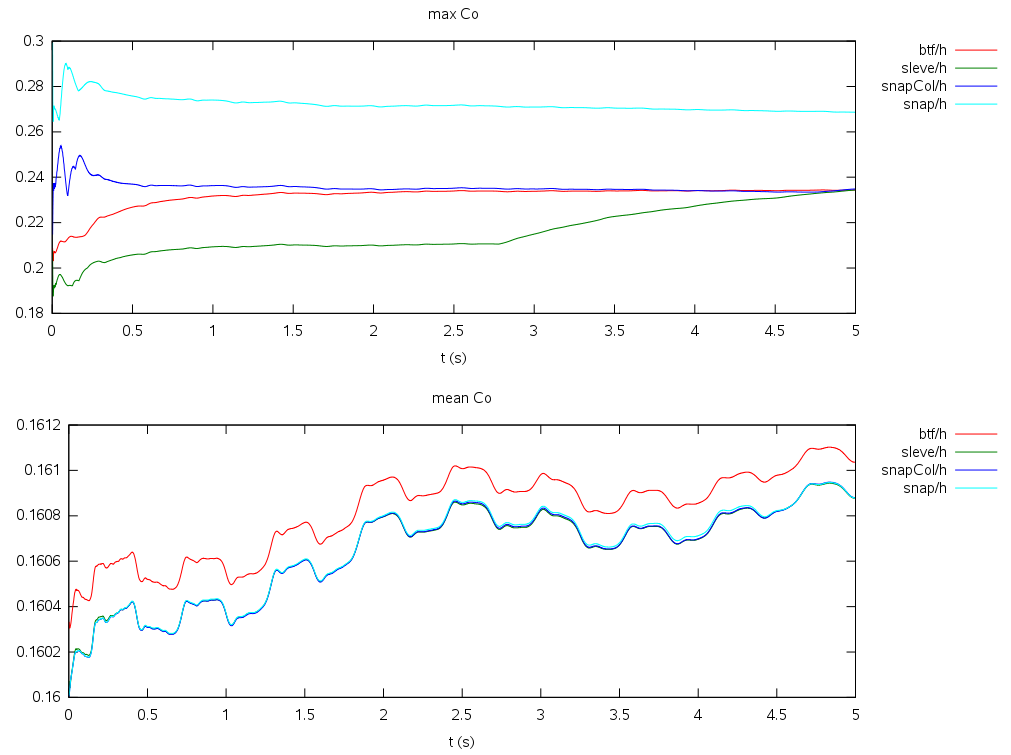 max Co
0.3
0.28
0.26
0.24
0.22
0.2
0.18
0 0.5 1 1.5 2 2.5 3 3.5 4 4.5 5
t (s)
btf/h
sleve/h
snapCol/h
snap/h
mean Co
0.1612
0.161
0.1608
0.1606
0.1604
0.1602
0.16
0 0.5 1 1.5 2 2.5 3 3.5 4 4.5 5
t (s)
btf/h
sleve/h
snapCol/h
snap/h